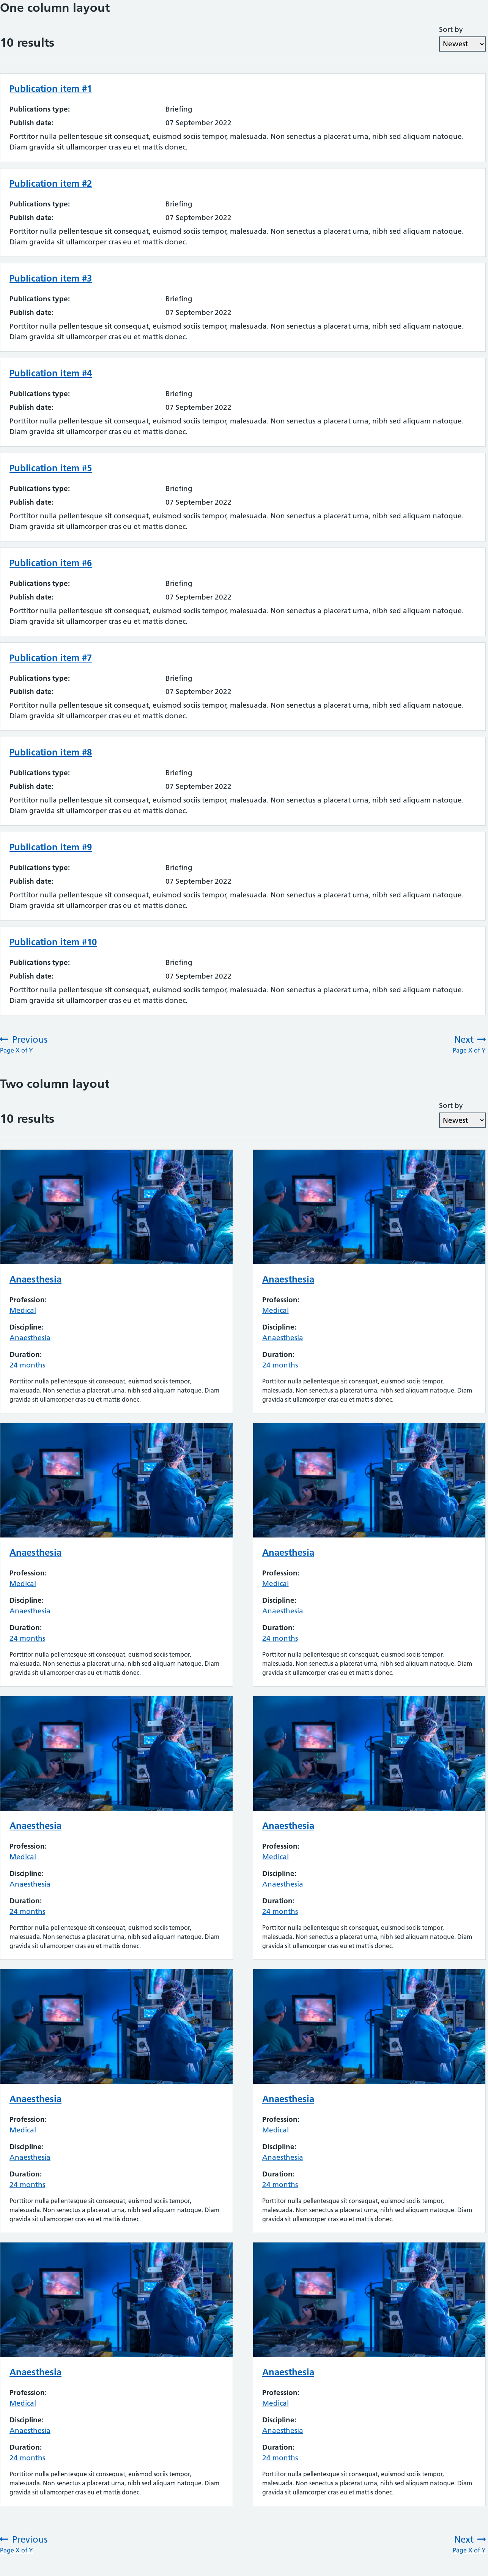 One column layout
10 results
Sort by
Newest
Publication item #1
Publications type: Briefing
Publish date: 07 September 2022
Porttitor nulla pellentesque sit consequat, euismod sociis tempor, malesuada. Non senectus a placerat urna, nibh sed aliquam natoque.
Diam gravida sit ullamcorper cras eu et mattis donec.
Publication item #2
Publications type: Briefing
Publish date: 07 September 2022
Porttitor nulla pellentesque sit consequat, euismod sociis tempor, malesuada. Non senectus a placerat urna, nibh sed aliquam natoque.
Diam gravida sit ullamcorper cras eu et mattis donec.
Publication item #3
Publications type: Briefing
Publish date: 07 September 2022
Porttitor nulla pellentesque sit consequat, euismod sociis tempor, malesuada. Non senectus a placerat urna, nibh sed aliquam natoque.
Diam gravida sit ullamcorper cras eu et mattis donec.
Publication item #4
Publications type: Briefing
Publish date: 07 September 2022
Porttitor nulla pellentesque sit consequat, euismod sociis tempor, malesuada. Non senectus a placerat urna, nibh sed aliquam natoque.
Diam gravida sit ullamcorper cras eu et mattis donec.
Publication item #5
Publications type: Briefing
Publish date: 07 September 2022
Porttitor nulla pellentesque sit consequat, euismod sociis tempor, malesuada. Non senectus a placerat urna, nibh sed aliquam natoque.
Diam gravida sit ullamcorper cras eu et mattis donec.
Publication item #6
Publications type: Briefing
Publish date: 07 September 2022
Porttitor nulla pellentesque sit consequat, euismod sociis tempor, malesuada. Non senectus a placerat urna, nibh sed aliquam natoque.
Diam gravida sit ullamcorper cras eu et mattis donec.
Publication item #7
Publications type: Briefing
Publish date: 07 September 2022
Porttitor nulla pellentesque sit consequat, euismod sociis tempor, malesuada. Non senectus a placerat urna, nibh sed aliquam natoque.
Diam gravida sit ullamcorper cras eu et mattis donec.
Publication item #8
Publications type: Briefing
Publish date: 07 September 2022
Porttitor nulla pellentesque sit consequat, euismod sociis tempor, malesuada. Non senectus a placerat urna, nibh sed aliquam natoque.
Diam gravida sit ullamcorper cras eu et mattis donec.
Publication item #9
Publications type: Briefing
Publish date: 07 September 2022
Porttitor nulla pellentesque sit consequat, euismod sociis tempor, malesuada. Non senectus a placerat urna, nibh sed aliquam natoque.
Diam gravida sit ullamcorper cras eu et mattis donec.
Publication item #10
Publications type: Briefing
Publish date: 07 September 2022
Porttitor nulla pellentesque sit consequat, euismod sociis tempor, malesuada. Non senectus a placerat urna, nibh sed aliquam natoque.
Diam gravida sit ullamcorper cras eu et mattis donec.
Previous
Page X of Y
Next
Page X of Y
Two column layout
10 results
Sort by
Newest
Anaesthesia
Profession:
Medical
Discipline:
Anaesthesia
Duration:
24 months
Porttitor nulla pellentesque sit consequat, euismod sociis tempor,
malesuada. Non senectus a placerat urna, nibh sed aliquam natoque. Diam
gravida sit ullamcorper cras eu et mattis donec.
Anaesthesia
Profession:
Medical
Discipline:
Anaesthesia
Duration:
24 months
Porttitor nulla pellentesque sit consequat, euismod sociis tempor,
malesuada. Non senectus a placerat urna, nibh sed aliquam natoque. Diam
gravida sit ullamcorper cras eu et mattis donec.
Anaesthesia
Profession:
Medical
Discipline:
Anaesthesia
Duration:
24 months
Porttitor nulla pellentesque sit consequat, euismod sociis tempor,
malesuada. Non senectus a placerat urna, nibh sed aliquam natoque. Diam
gravida sit ullamcorper cras eu et mattis donec.
Anaesthesia
Profession:
Medical
Discipline:
Anaesthesia
Duration:
24 months
Porttitor nulla pellentesque sit consequat, euismod sociis tempor,
malesuada. Non senectus a placerat urna, nibh sed aliquam natoque. Diam
gravida sit ullamcorper cras eu et mattis donec.
Anaesthesia
Profession:
Medical
Discipline:
Anaesthesia
Duration:
24 months
Porttitor nulla pellentesque sit consequat, euismod sociis tempor,
malesuada. Non senectus a placerat urna, nibh sed aliquam natoque. Diam
gravida sit ullamcorper cras eu et mattis donec.
Anaesthesia
Profession:
Medical
Discipline:
Anaesthesia
Duration:
24 months
Porttitor nulla pellentesque sit consequat, euismod sociis tempor,
malesuada. Non senectus a placerat urna, nibh sed aliquam natoque. Diam
gravida sit ullamcorper cras eu et mattis donec.
Anaesthesia
Profession:
Medical
Discipline:
Anaesthesia
Duration:
24 months
Porttitor nulla pellentesque sit consequat, euismod sociis tempor,
malesuada. Non senectus a placerat urna, nibh sed aliquam natoque. Diam
gravida sit ullamcorper cras eu et mattis donec.
Anaesthesia
Profession:
Medical
Discipline:
Anaesthesia
Duration:
24 months
Porttitor nulla pellentesque sit consequat, euismod sociis tempor,
malesuada. Non senectus a placerat urna, nibh sed aliquam natoque. Diam
gravida sit ullamcorper cras eu et mattis donec.
Anaesthesia
Profession:
Medical
Discipline:
Anaesthesia
Duration:
24 months
Porttitor nulla pellentesque sit consequat, euismod sociis tempor,
malesuada. Non senectus a placerat urna, nibh sed aliquam natoque. Diam
gravida sit ullamcorper cras eu et mattis donec.
Anaesthesia
Profession:
Medical
Discipline:
Anaesthesia
Duration:
24 months
Porttitor nulla pellentesque sit consequat, euismod sociis tempor,
malesuada. Non senectus a placerat urna, nibh sed aliquam natoque. Diam
gravida sit ullamcorper cras eu et mattis donec.
Previous
Page X of Y
Next
Page X of Y